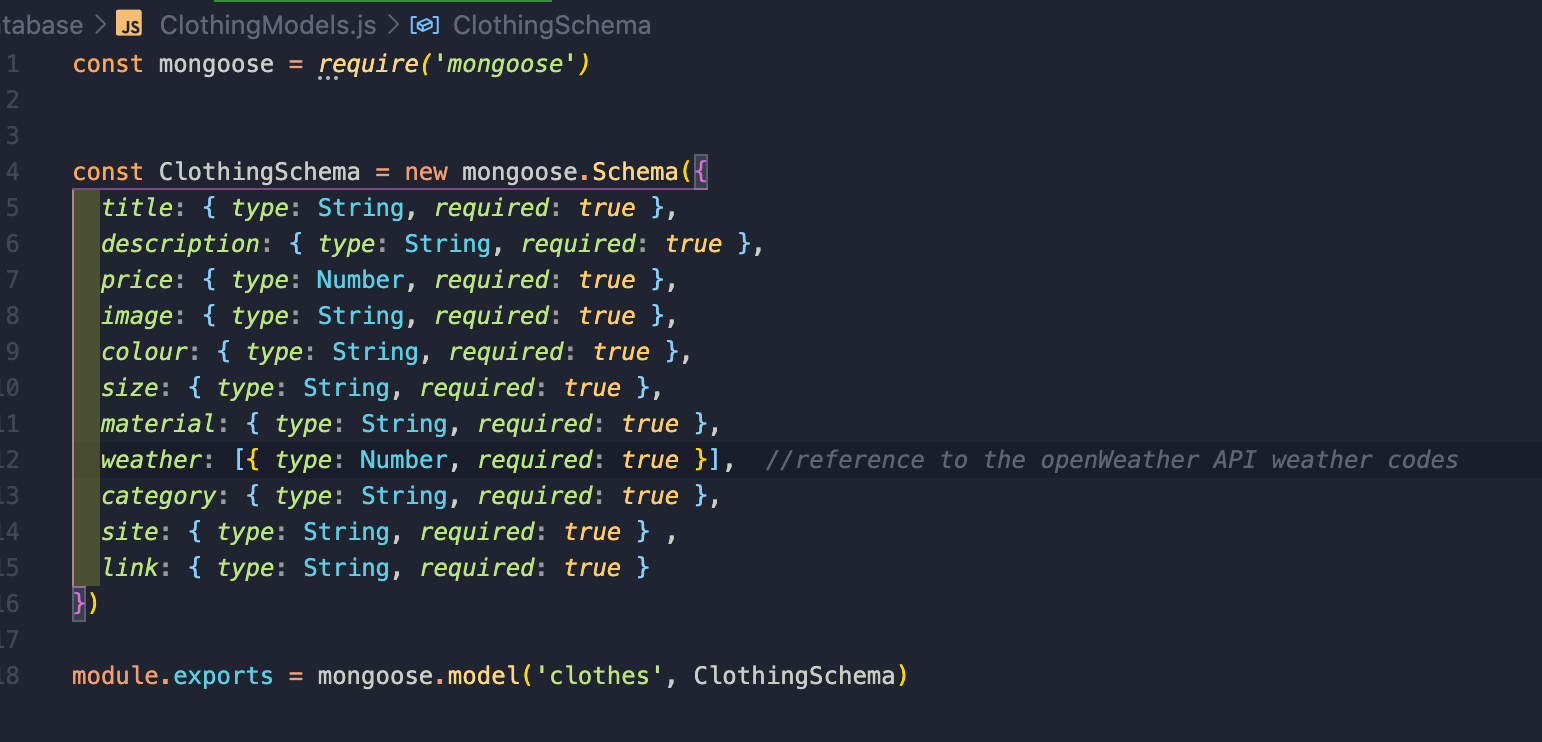 tabase > JS ClothingModels.js > ClothingSchema
1 const mongoose = require('mongoose')
2
3
4 const ClothingSchema = new mongoose.Schema({
5 title: { type: String, required: true },
6 description: { type: String, required: true },
7 price: { type: Number, required: true },
8 image: { type: String, required: true },
9 colour: { type: String, required: true },
10 size: { type: String, required: true },
11 material: { type: String, required: true },
12 weather: [{ type: Number, required: true }], //reference to the openWeather API weather codes
13 category: { type: String, required: true },
14 site: { type: String, required: true } ,
15 link: { type: String, required: true }
16 })
17
18 module.exports = mongoose.model('clothes', ClothingSchema)